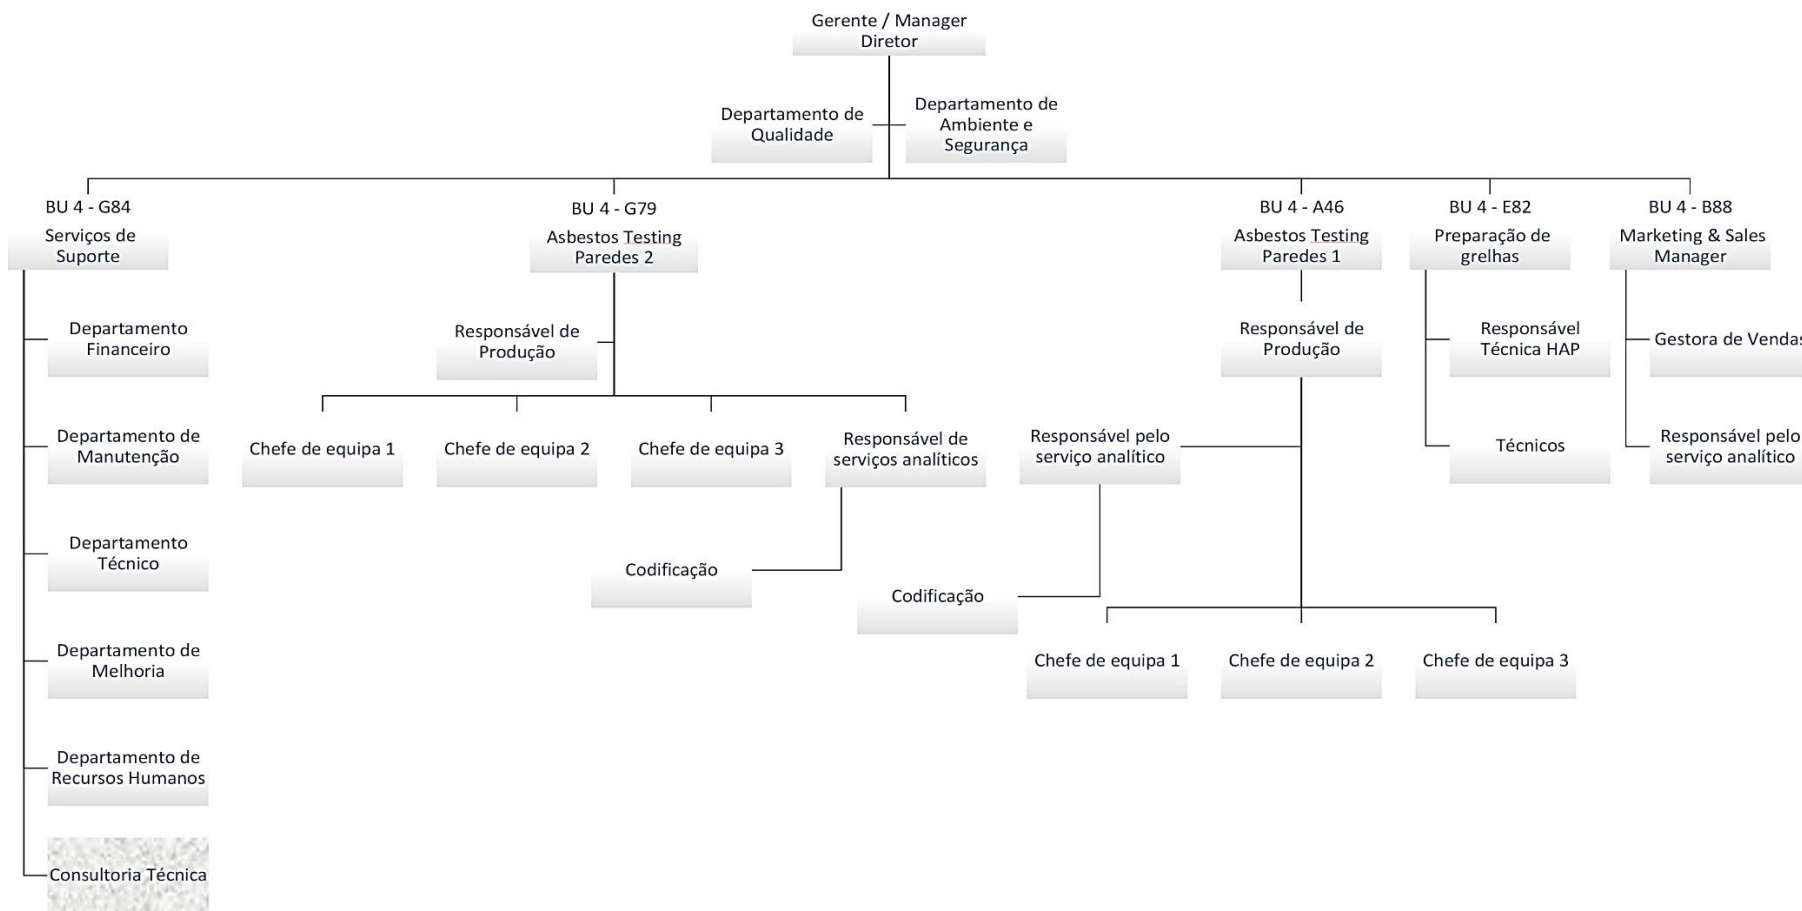 Gerente / Manager
Diretor
Departamento de
Qualidade
Departamento de
Ambiente e
Segurança
BU 4 - G84
Serviços de
Suporte
BU 4 - G79
Asbestos Testing
Paredes 2
BU 4 - A46
Asbestos Testing
Paredes 1
BU 4 - E82
Preparação de
grelhas
BU 4 - B88
Marketing & Sales
Manager
Departamento
Financeiro
Responsável de
Produção
Responsável de
Produção
Responsável
Técnica HAP
Gestora de Vendas
Departamento de
Manutenção
Chefe de equipa 1
Chefe de equipa 2
Chefe de equipa 3
Responsável de
serviços analíticos
Responsável pelo
serviço analítico
Técnicos
Responsável pelo
serviço analítico
Departamento
Técnico
Codificação
Codificação
Departamento de
Melhoria
Chefe de equipa 1
Chefe de equipa 2
Chefe de equipa 3
Departamento de
Recursos Humanos
Consultoria Técnica